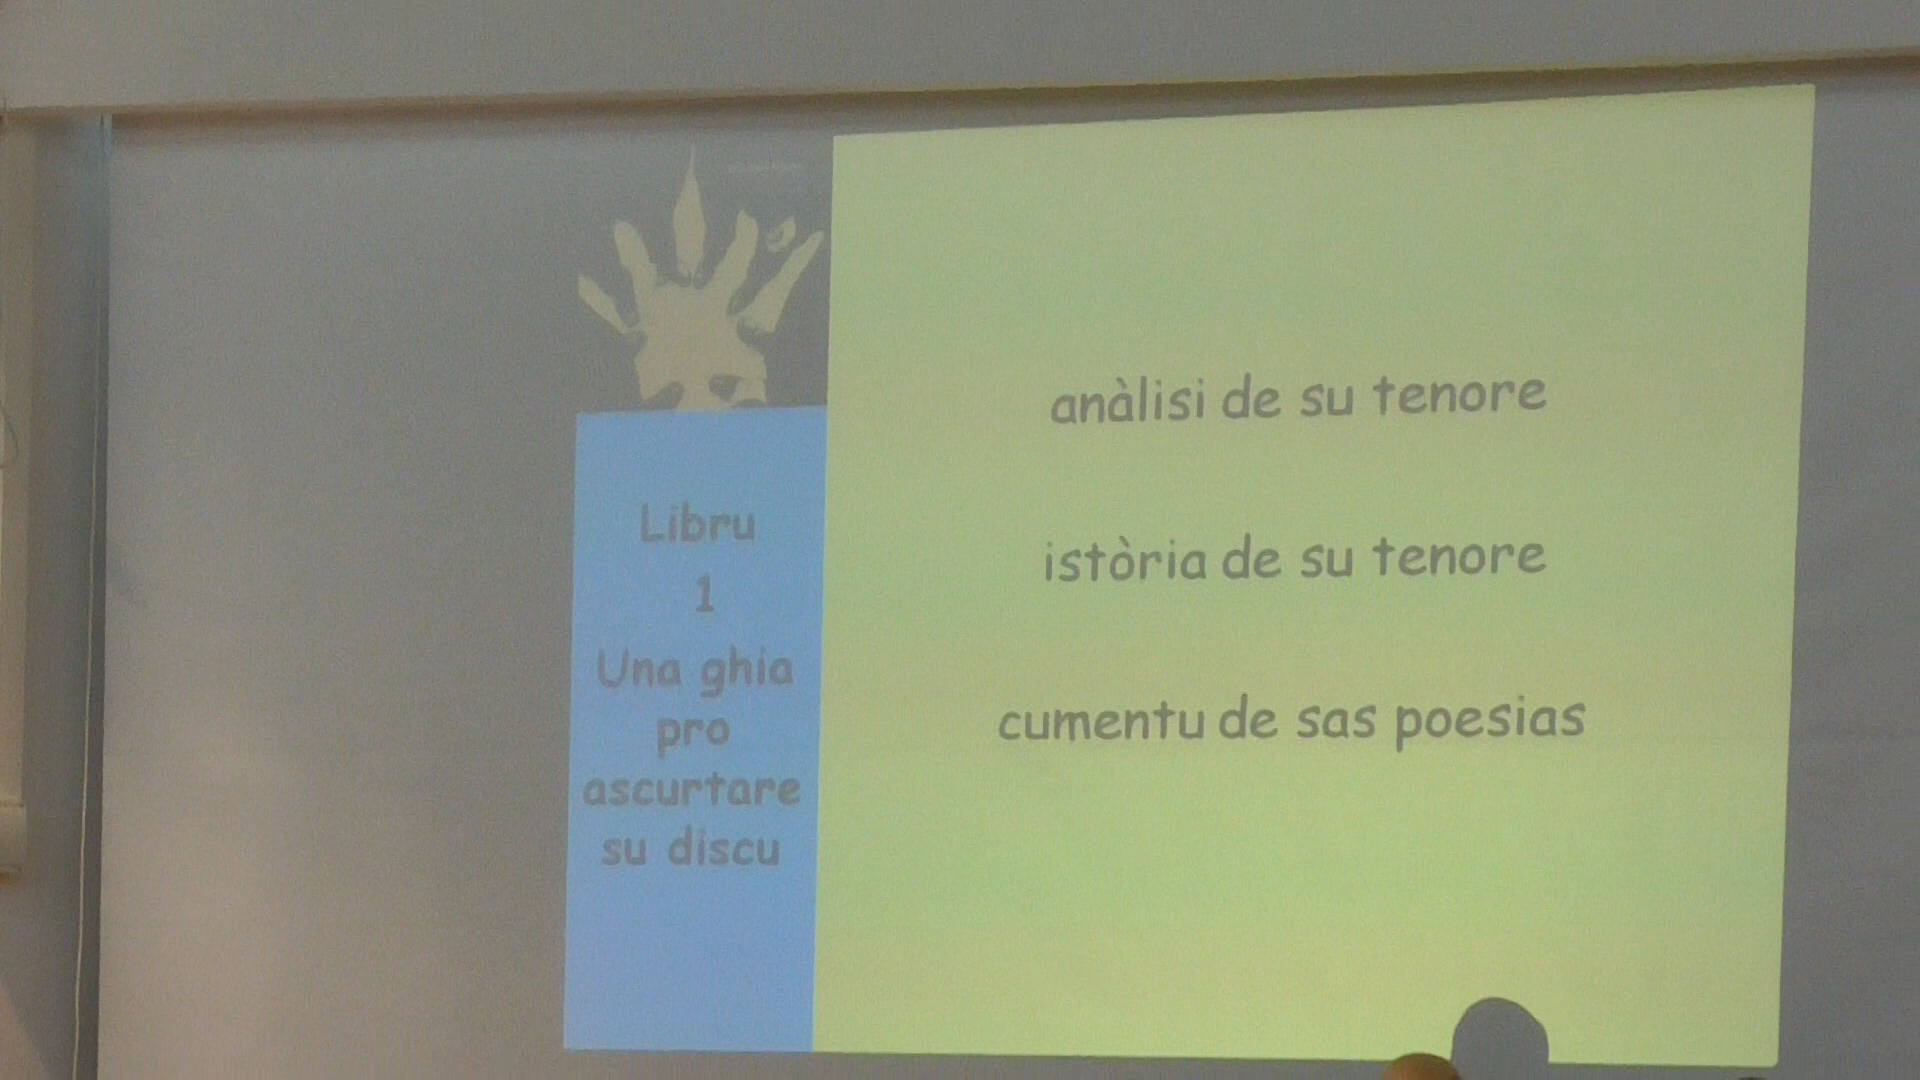 Libru
1
Una ghia
pro
ascurtare
su discu
anàlisi de su tenore
istòria de su tenore
cumentu de sas poesias